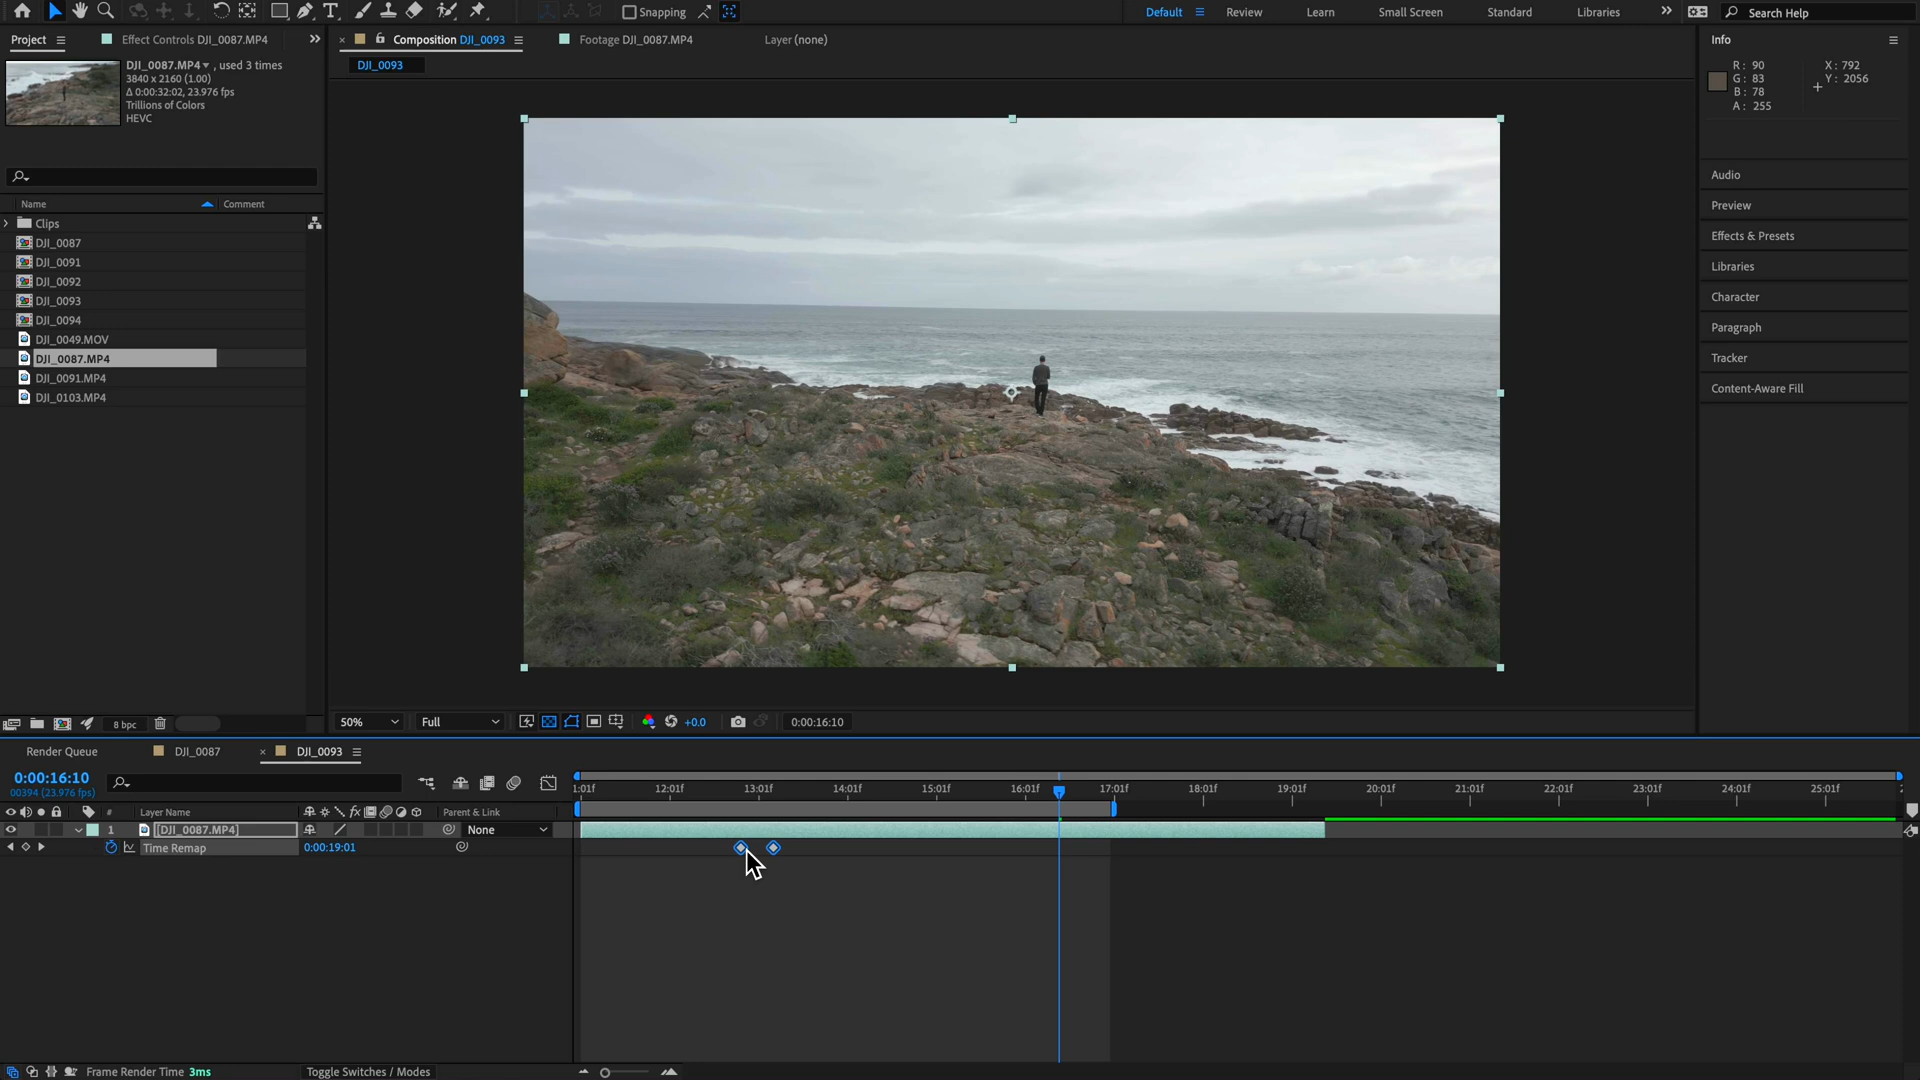 Snapping
Default
Review
Learn
Small Screen
Standard
Libraries
Search Help
Project
Effect Controls DJI_0087.MP4
Composition DJI_0093
Footage DJI_0087.MP4
Layer (none)
Info
DJI_0093
DJI_0087.MP4 , used 3 times
3840 x 2160 (1.00)
Δ 0:00:32:02, 23.976 fps
Trillions of Colors
HEVC
R: 90
G: 83
B: 78
A: 255
X: 792
Y: 2056
Name
Comment
Clips
DJI_0087
DJI_0091
DJI_0092
DJI_0093
DJI_0094
DJI_0049.MOV
DJI_0087.MP4
DJI_0091.MP4
DJI_0103.MP4
Audio
Preview
Effects & Presets
Libraries
Character
Paragraph
Tracker
Content-Aware Fill
8 bpc
50%
Full
+0.0
0:00:16:10
Render Queue
DJI_0087
DJI_0093
0:00:16:10
00394 (23.976 fps)
1:01f
12:01f
13:01f
14:01f
15:01f
16:01f
17:01f
18:01f
19:01f
20:01f
21:01f
22:01f
23:01f
24:01f
25:01f
2
#
Layer Name
fx
Parent & Link
1
[DJI_0087.MP4]
None
Time Remap
0:00:19:01
Frame Render Time 3ms
Toggle Switches / Modes